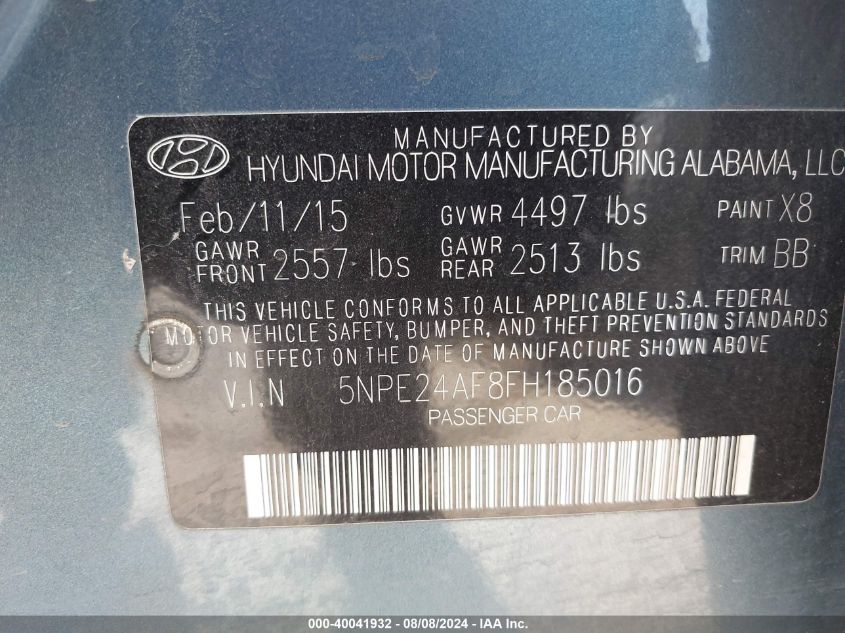 MANUFACTURED BY
HYUNDAI MOTOR MANUFACTURING ALABAMA, LLC
Feb/11/15 GVWR 4497 lbs PAINT X8
GAWR FRONT 2557 lbs GAWR REAR 2513 lbs TRIM BB
THIS VEHICLE CONFORMS TO ALL APPLICABLE U.S.A. FEDERAL
MOTOR VEHICLE SAFETY, BUMPER, AND THEFT PREVENTION STANDARDS
IN EFFECT ON THE DATE OF MANUFACTURE SHOWN ABOVE
V.I.N 5NPE24AF8FH185016
PASSENGER CAR
000-40041932 - 08/08/2024 - IAA Inc.